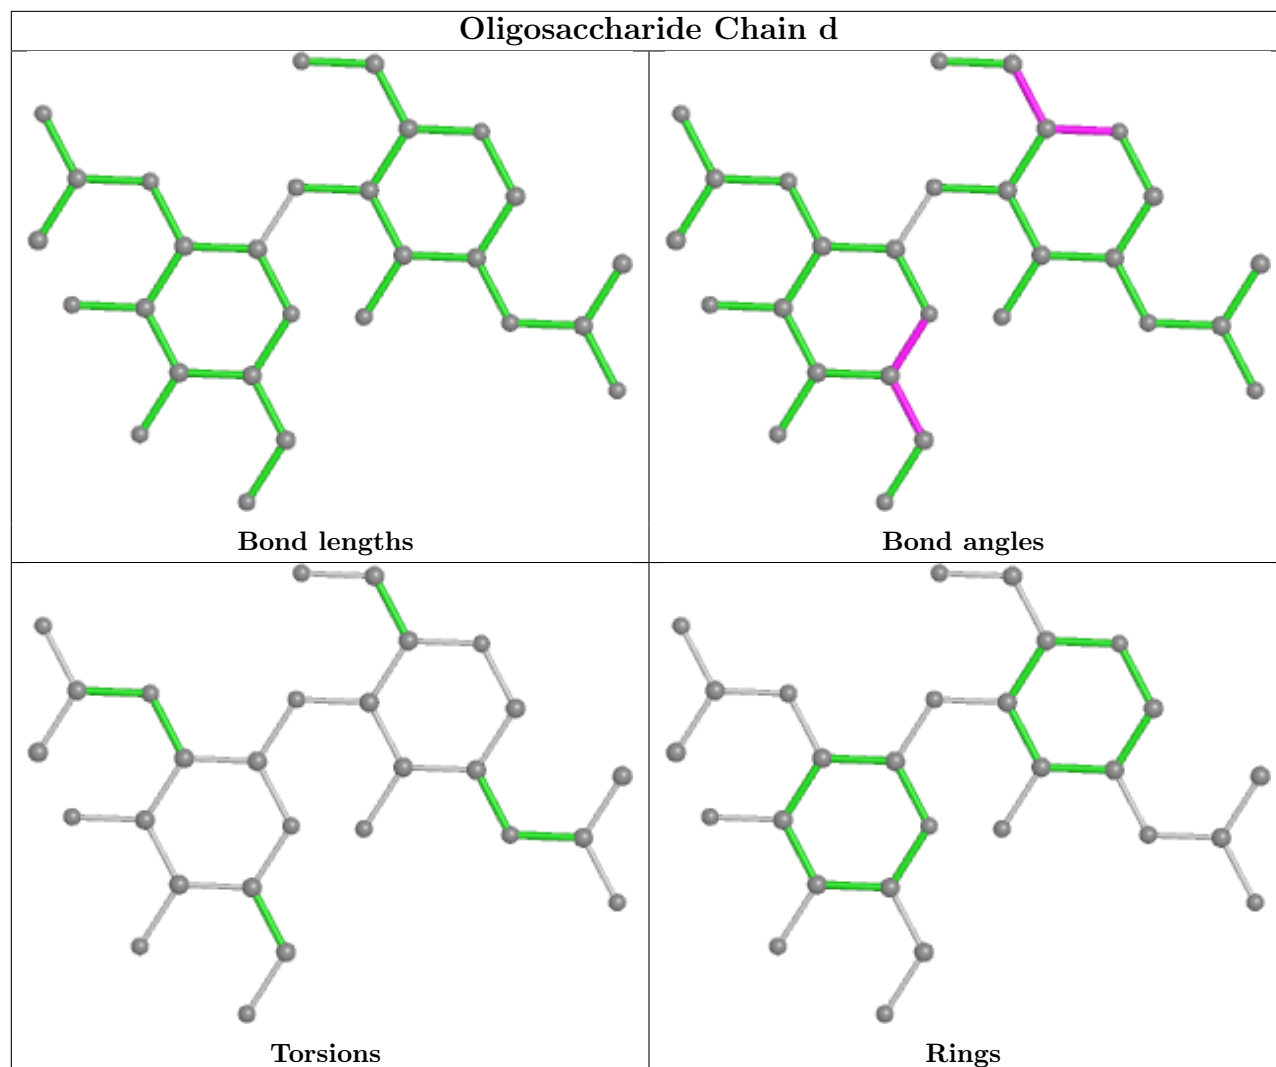 Oligosaccharide Chain d
Bond lengths
Bond angles
Torsions
Rings